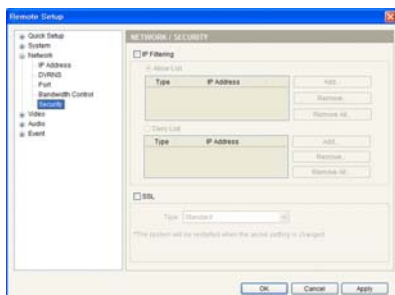 Remote Setup
Quick Setup
System
Network
IP Address
DVRNS
Port
Bandwidth Control
Security
Video
Audio
Event
NETWORK / SECURITY
IP Filtering
Allow List
Type IP Address
Add...
Remove...
Remove All...
Deny List
Type IP Address
Add...
Remove...
Remove All...
SSL
Type Standard
*The system will be restarted when the above setting is changed.
OK Cancel Apply